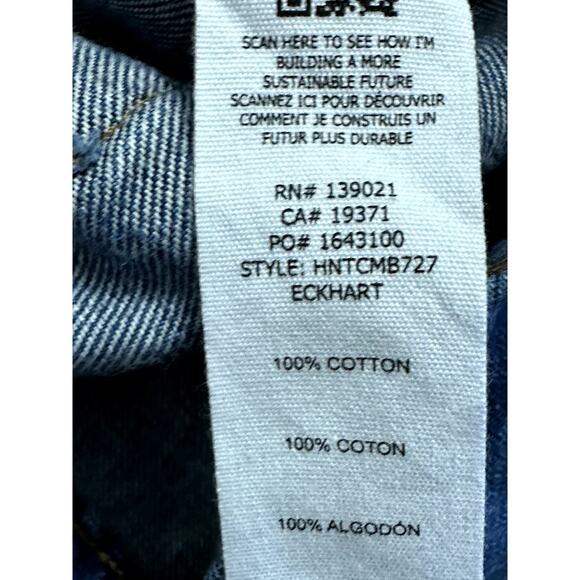 SCAN HERE TO SEE HOW I'M
BUILDING A MORE
SUSTAINABLE FUTURE
SCANNEZ ICI POUR DÉCOUVRIR
COMMENT JE CONSTRUIS UN
FUTUR PLUS DURABLE
RN# 139021
CA# 19371
PO# 1643100
STYLE: HNTCMB727
ECKHART
100% COTTON
100% COTON
100% ALGODÓN